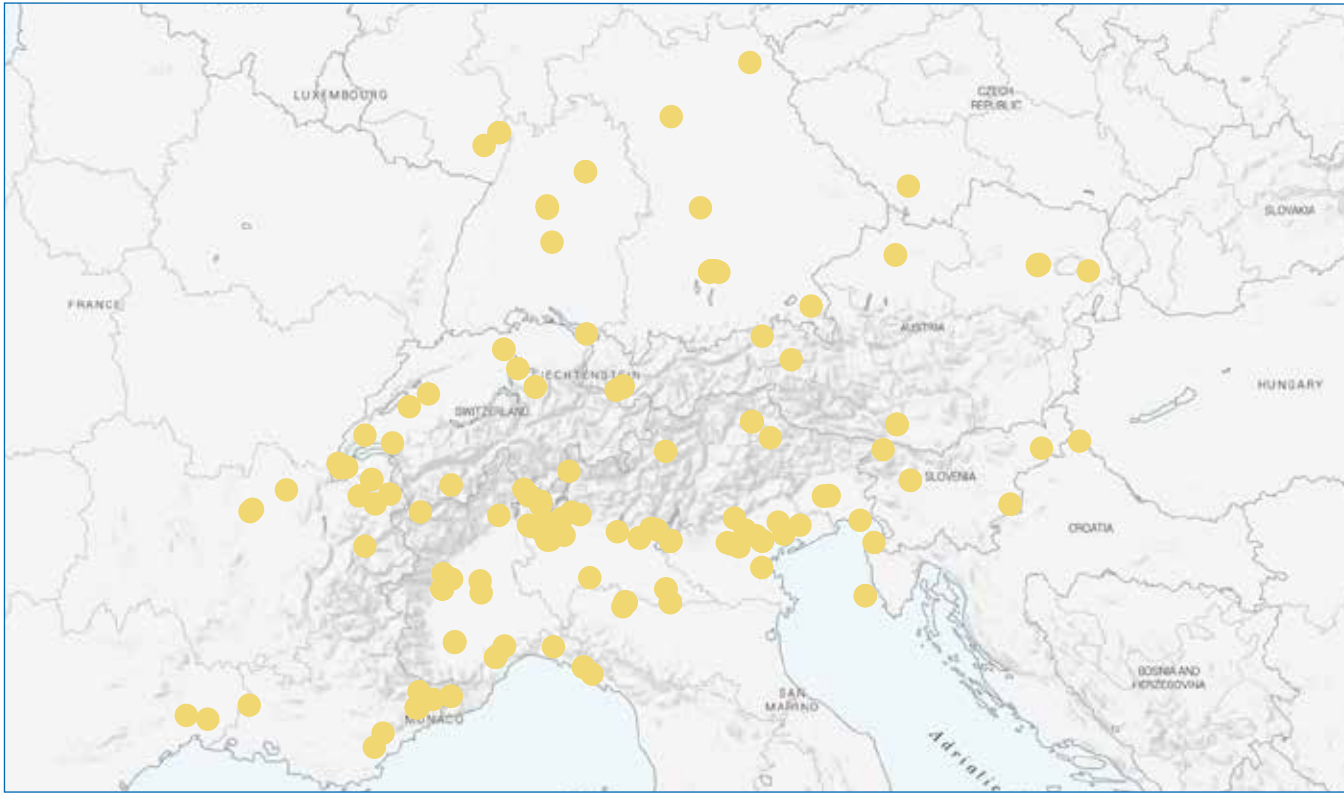 LUXEMBOURG
CZECH
REPUBLIC
SLOVAKIA
FRANCE
AUSTRIA
LIECHTENSTEIN
HUNGARY
SWITZERLAND
SLOVENIA
CROATIA
BOSNIA AND
HERZEGOVINA
SAN
MARINO
MONACO
Adriatic